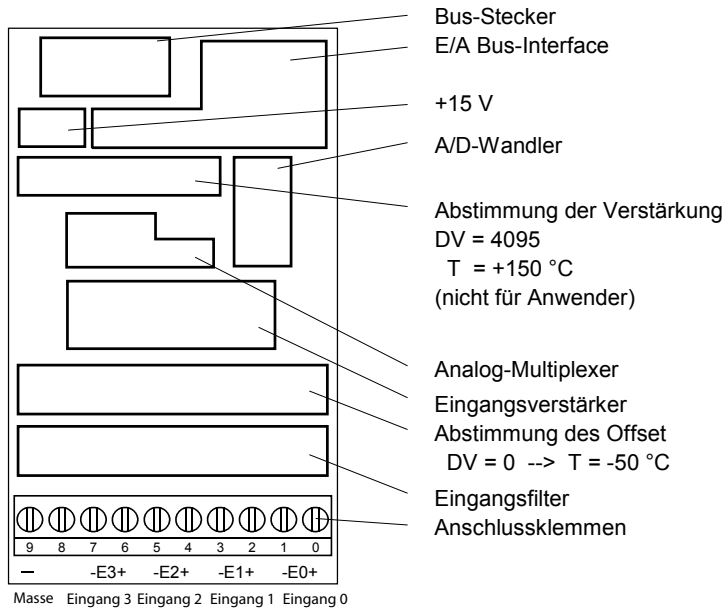 Bus-Stecker
E/A Bus-Interface
+15 V
A/D-Wandler
Abstimmung der Verstärkung
DV = 4095
T = +150 °C
(nicht für Anwender)
Analog-Multiplexer
Eingangsverstärker
Abstimmung des Offset
DV = 0 --> T = -50 °C
Eingangsfilter
Anschlussklemmen
9 8 7 6 5 4 3 2 1 0
– -E3+ -E2+ -E1+ -E0+
Masse Eingang 3 Eingang 2 Eingang 1 Eingang 0